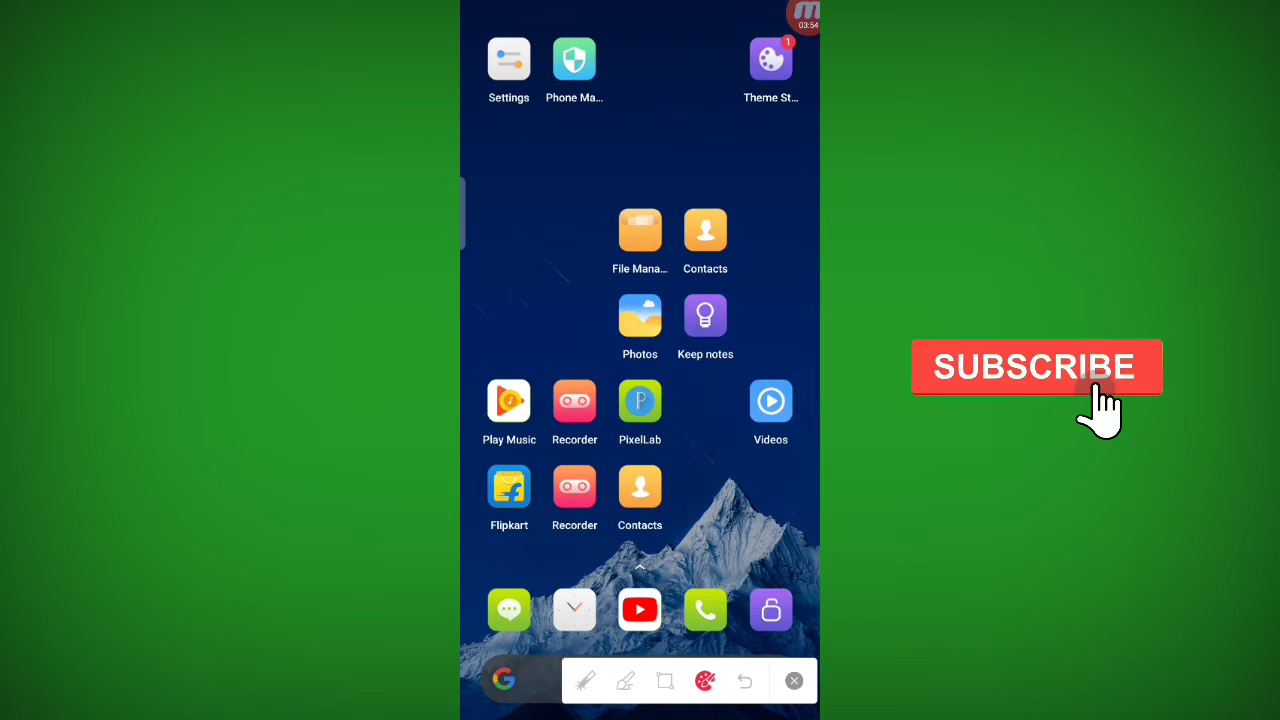 03:54
1
Settings
Phone Ma...
Theme St...
File Mana...
Contacts
Photos
Keep notes
SUBSCRIBE
Play Music
Recorder
PixelLab
Videos
Flipkart
Recorder
Contacts